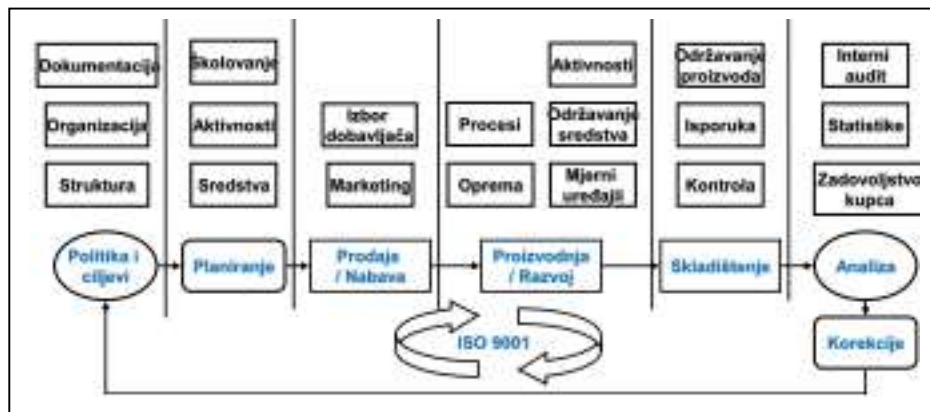 Dokumentacija
Školovanje
Aktivnosti
Održavanje
proizvoda
Interni
audit
Organizacija
Aktivnosti
Izbor
dobavljača
Procesi
Održavanje
sredstva
Isporuka
Statistike
Struktura
Sredstva
Marketing
Oprema
Mjerni
uređajli
Kontrola
Zadovoljstvo
kupca
Politika i
ciljevi
Planiranje
Prodaja
/ Nabava
Proizvodnja
/ Razvoj
Skladištenje
Analiza
ISO 9001
Korekcije